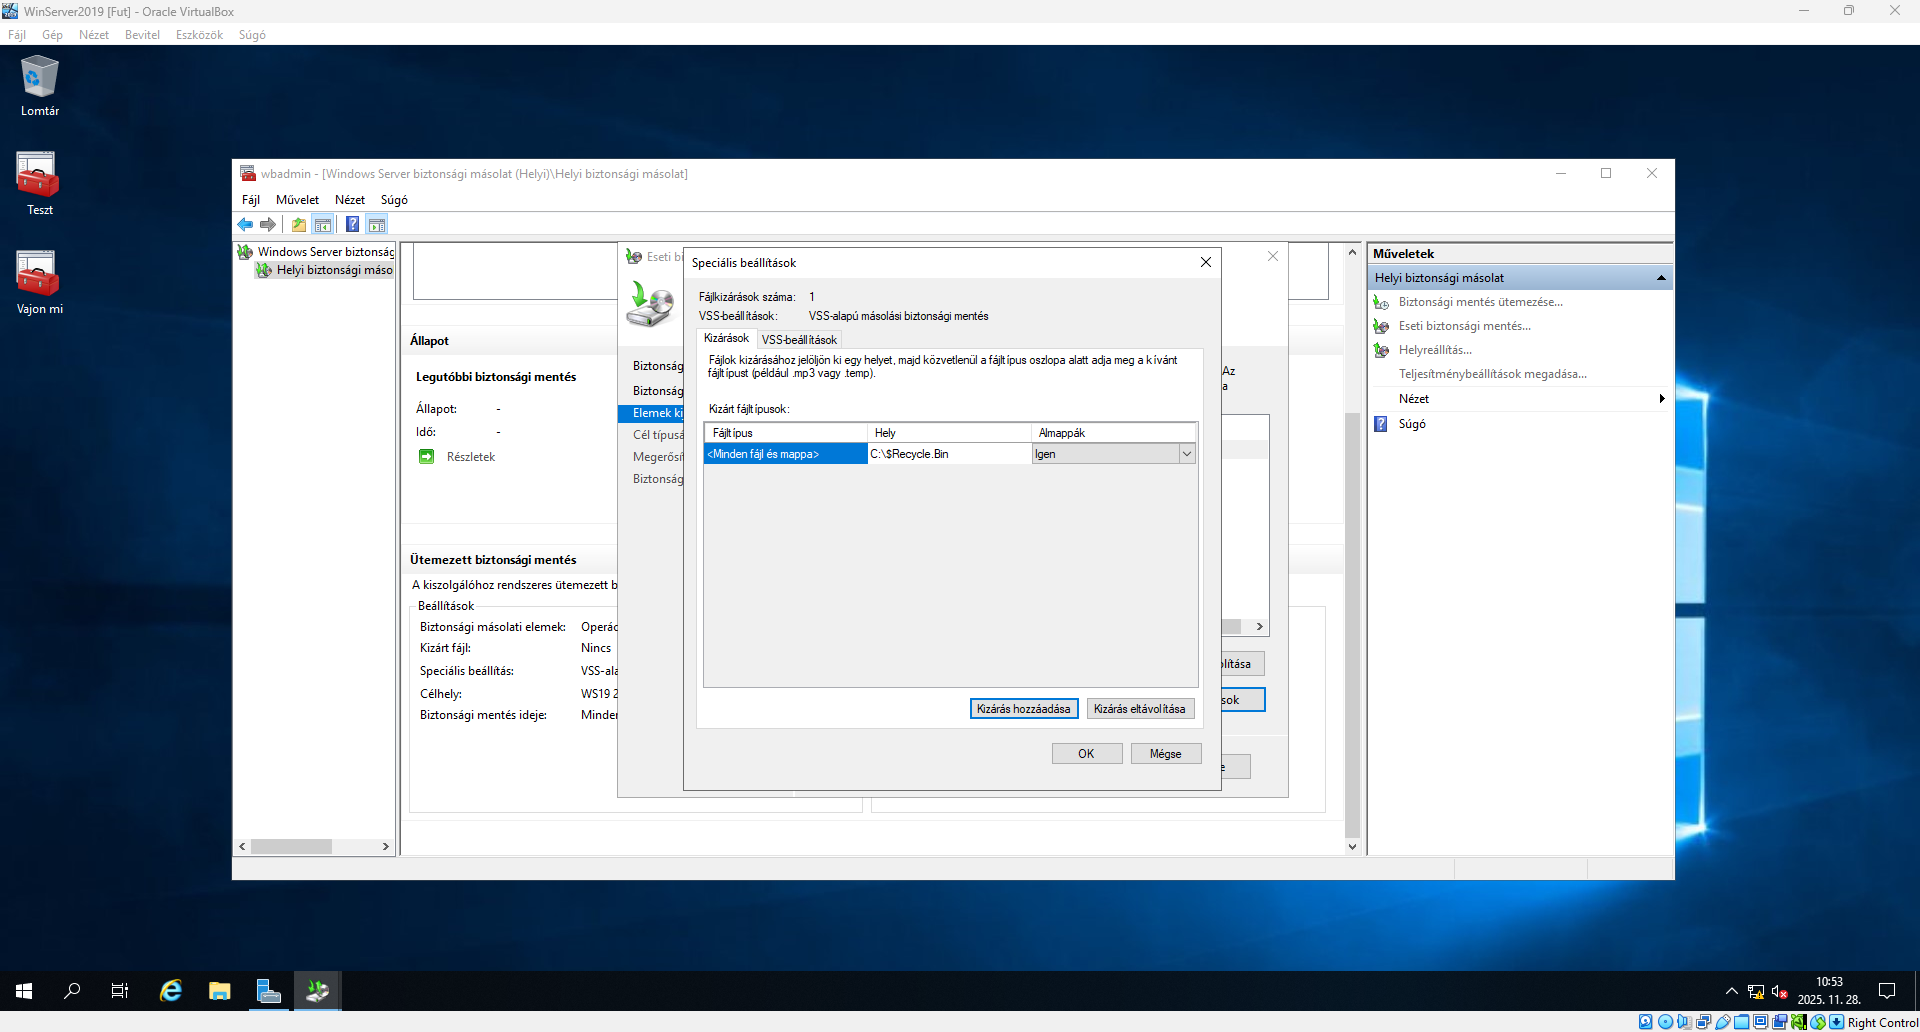 WinServer2019 [Fut] - Oracle VirtualBox
Fájl Gép Nézet Bevitel Eszközök Súgó
Lomtár
Teszt
Vajon mi
wbadmin - [Windows Server biztonsági másolat (Helyi)\Helyi biztonsági másolat]
Fájl Művelet Nézet Súgó
Windows Server biztonság
Helyi biztonsági máso
Állapot
Legutóbbi biztonsági mentés
Állapot: -
Idő: -
Részletek
Ütemezett biztonsági mentés
A kiszolgálóhoz rendszeres ütemezett b
Beállítások
Biztonsági másolati elemek: Operác
Kizárt fájl: Nincs
Speciális beállítás: VSS-ala
Célhely: WS19 2
Biztonsági mentés ideje: Minden
Eseti bi
Biztonság
Biztonság
Elemek ki
Cél típusá
Megerősí
Biztonság
Az
a
olítása
sok
e
Speciális beállítások
Fájlkizárások száma: 1
VSS-beállítások: VSS-alapú másolási biztonsági mentés
Kizárások VSS-beállítások
Fájlok kizárásához jelöljön ki egy helyet, majd közvetlenül a fájltípus oszlopa alatt adja meg a kívánt
fájltípust (például .mp3 vagy .temp).
Kizárt fájltípusok:
Fájltípus Hely Almappák
<Minden fájl és mappa> C:\$Recycle.Bin Igen
Kizárás hozzáadása Kizárás eltávolítása
OK Mégse
Műveletek
Helyi biztonsági másolat
Biztonsági mentés ütemezése...
Eseti biztonsági mentés...
Helyreállítás...
Teljesítménybeállítások megadása...
Nézet
Súgó
10:53
2025. 11. 28.
Right Control